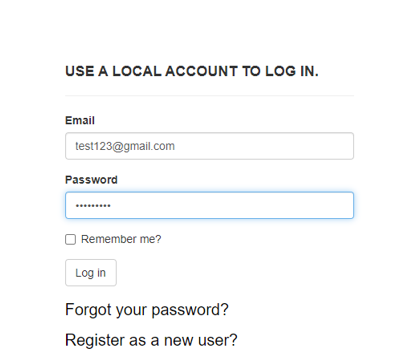 USE A LOCAL ACCOUNT TO LOG IN.
Email
test123@gmail.com
Password
•••••••••
Remember me?
Log in
Forgot your password?
Register as a new user?